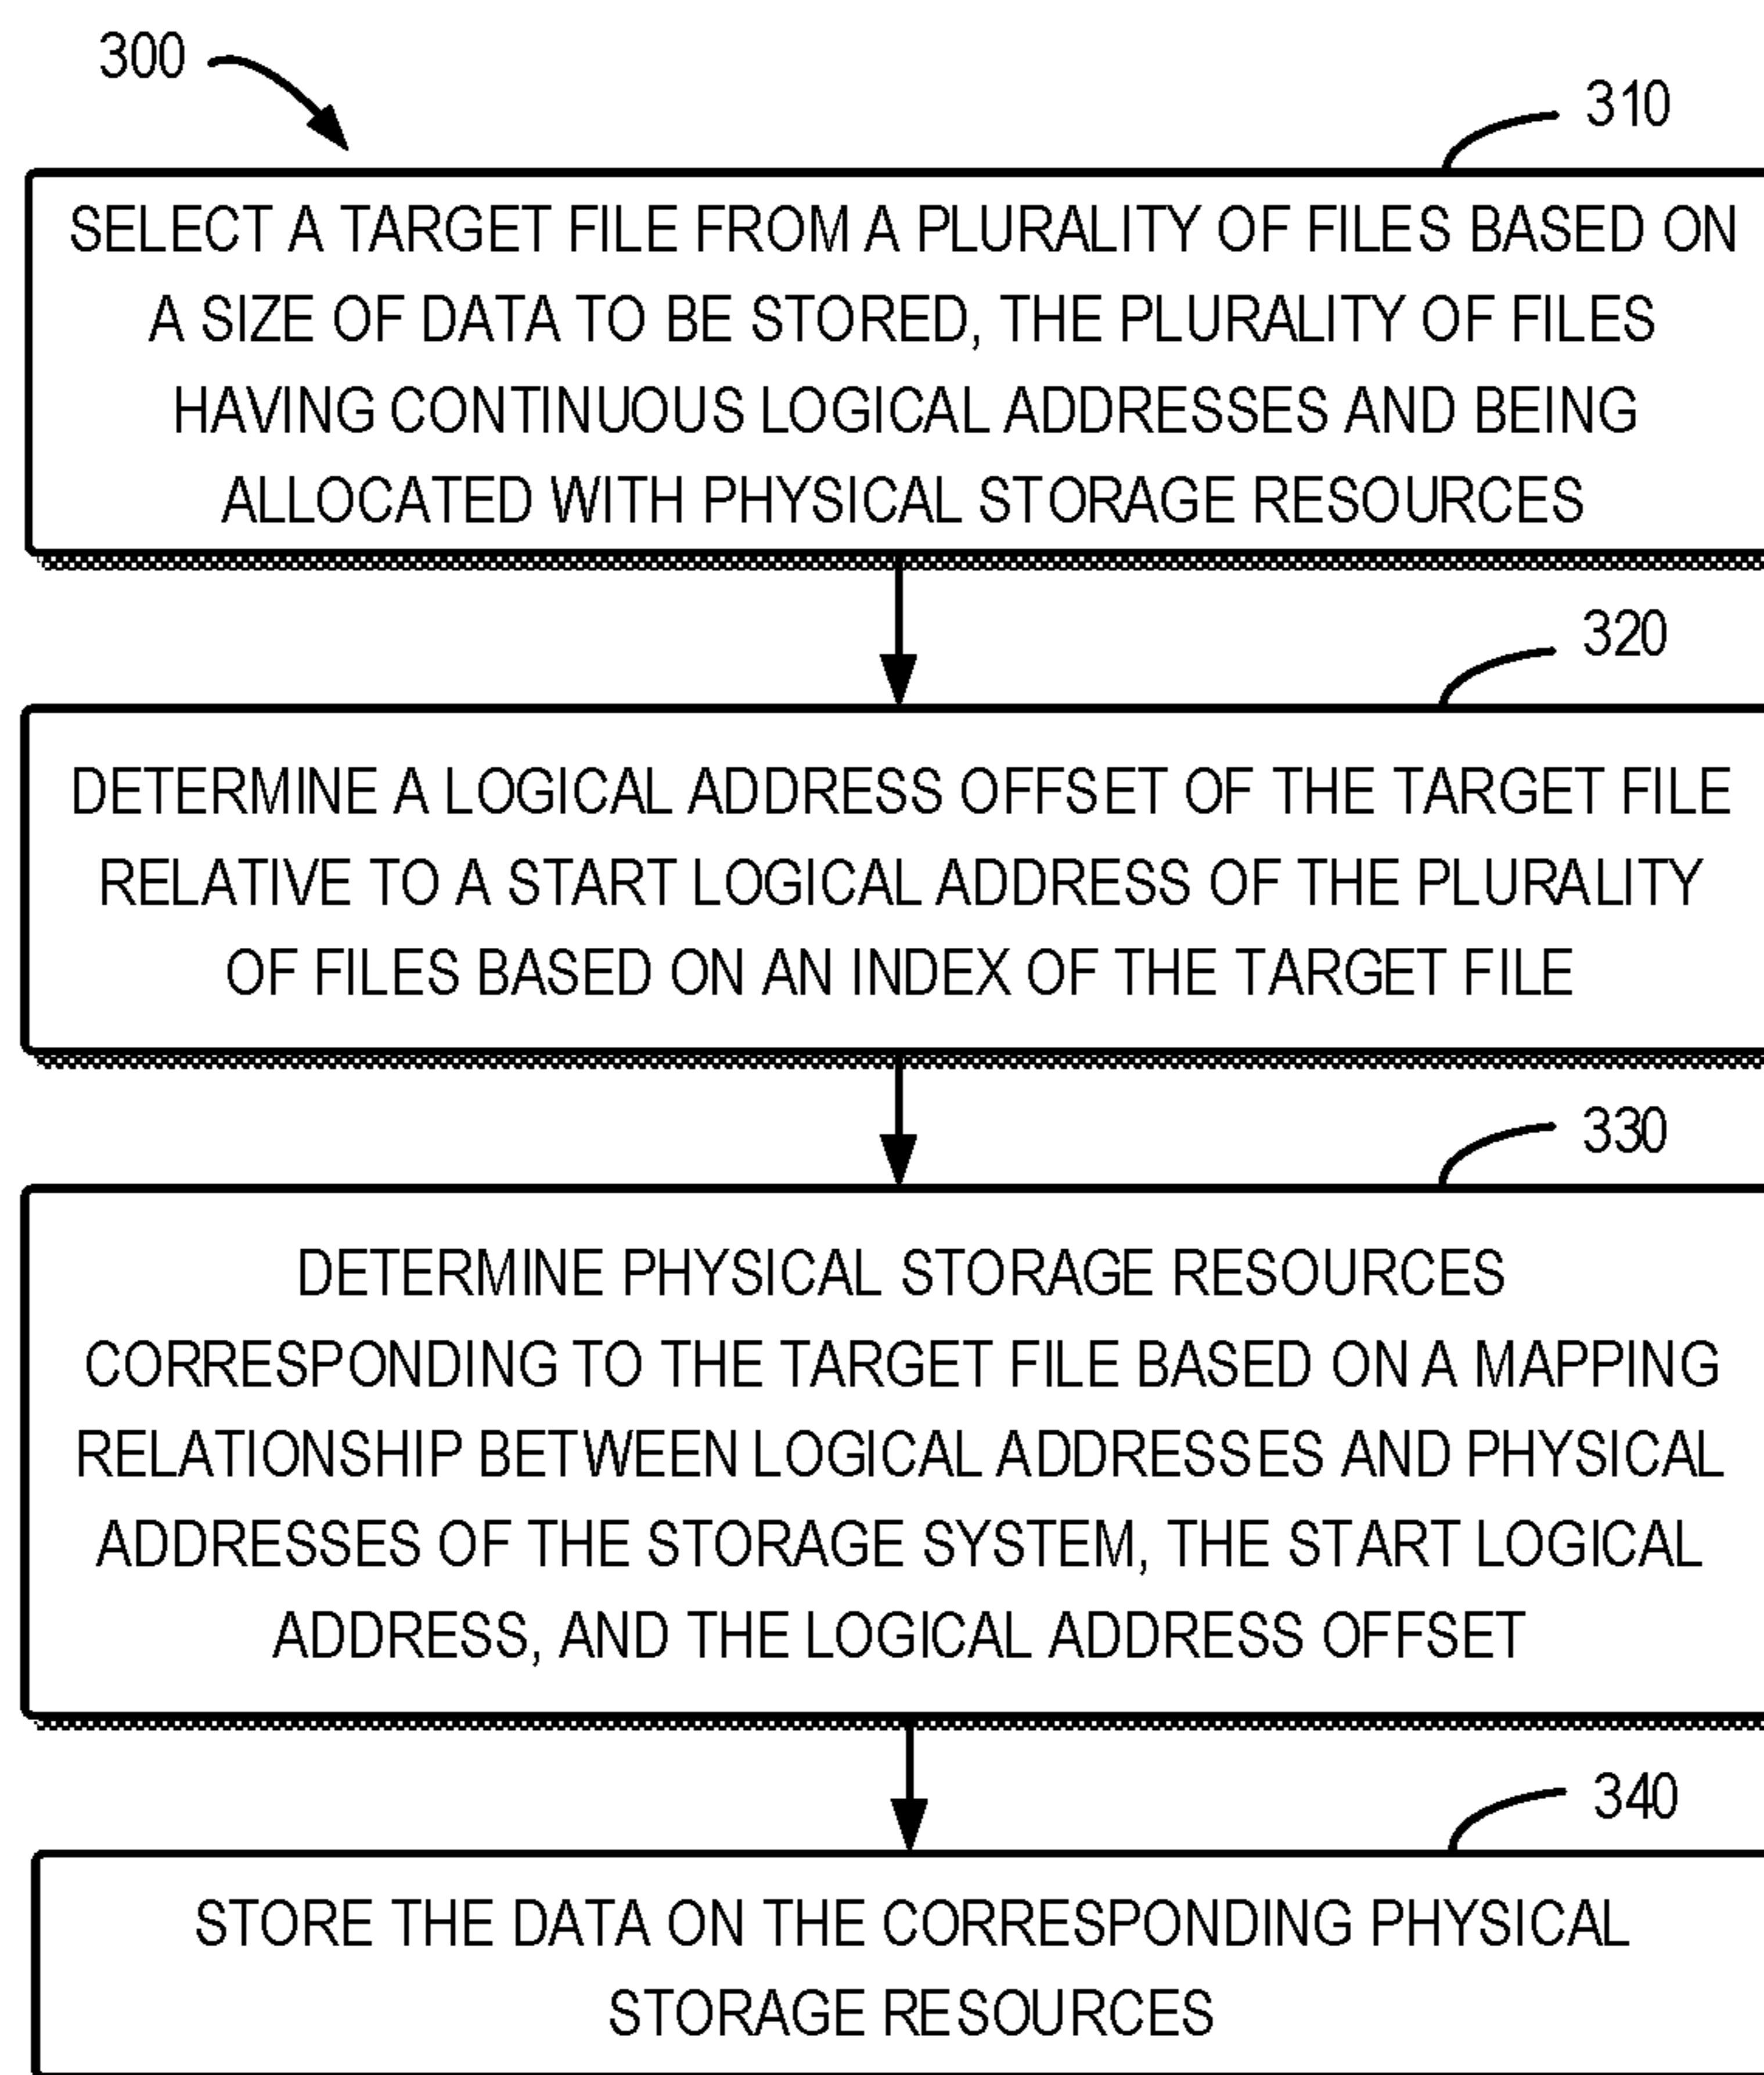 300
310
SELECT A TARGET FILE FROM A PLURALITY OF FILES BASED ON
A SIZE OF DATA TO BE STORED, THE PLURALITY OF FILES
HAVING CONTINUOUS LOGICAL ADDRESSES AND BEING
ALLOCATED WITH PHYSICAL STORAGE RESOURCES
320
DETERMINE A LOGICAL ADDRESS OFFSET OF THE TARGET FILE
RELATIVE TO A START LOGICAL ADDRESS OF THE PLURALITY
OF FILES BASED ON AN INDEX OF THE TARGET FILE
330
DETERMINE PHYSICAL STORAGE RESOURCES
CORRESPONDING TO THE TARGET FILE BASED ON A MAPPING
RELATIONSHIP BETWEEN LOGICAL ADDRESSES AND PHYSICAL
ADDRESSES OF THE STORAGE SYSTEM, THE START LOGICAL
ADDRESS, AND THE LOGICAL ADDRESS OFFSET
340
STORE THE DATA ON THE CORRESPONDING PHYSICAL
STORAGE RESOURCES